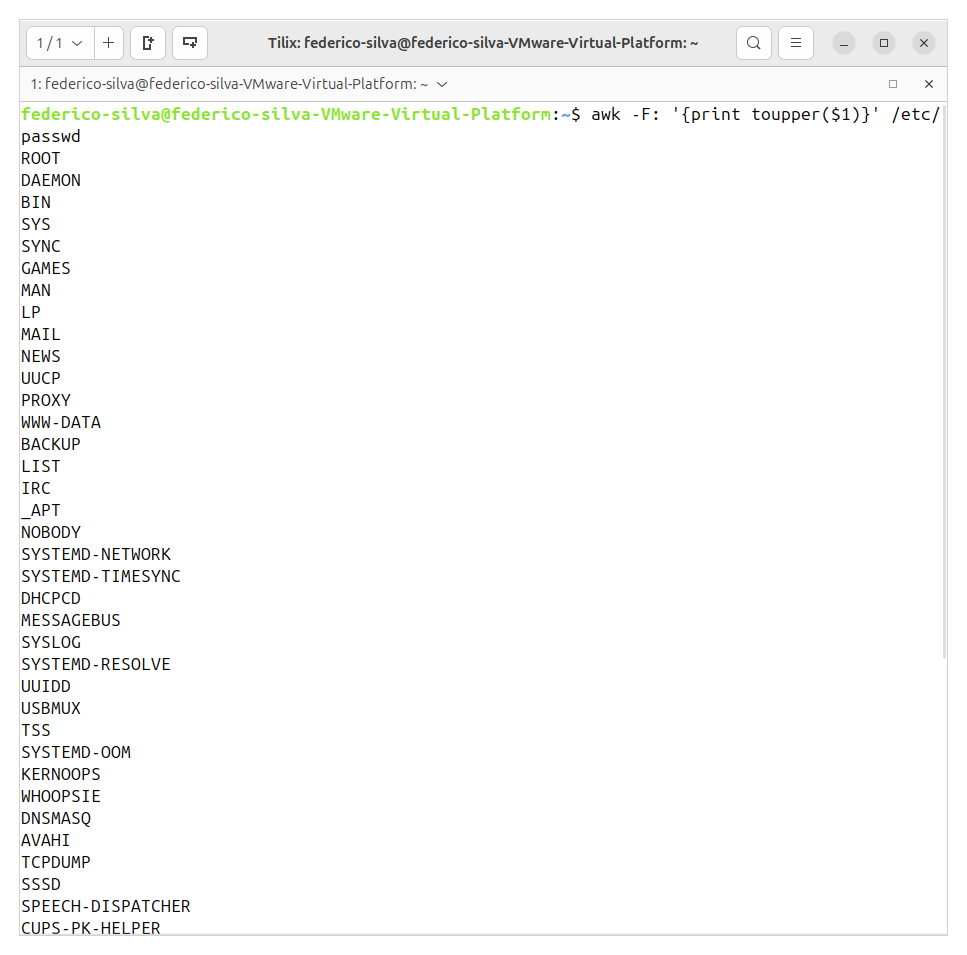 1 / 1
Tilix: federico-silva@federico-silva-VMware-Virtual-Platform: ~
1: federico-silva@federico-silva-VMware-Virtual-Platform: ~
federico-silva@federico-silva-VMware-Virtual-Platform:~$ awk -F: '{print toupper($1)}' /etc/
passwd
ROOT
DAEMON
BIN
SYS
SYNC
GAMES
MAN
LP
MAIL
NEWS
UUCP
PROXY
WWW-DATA
BACKUP
LIST
IRC
_APT
NOBODY
SYSTEMD-NETWORK
SYSTEMD-TIMESYNC
DHCPCD
MESSAGEBUS
SYSLOG
SYSTEMD-RESOLVE
UUIDD
USBMUX
TSS
SYSTEMD-OOM
KERNOOPS
WHOOPSIE
DNSMASQ
AVAHI
TCPDUMP
SSSD
SPEECH-DISPATCHER
CUPS-PK-HELPER